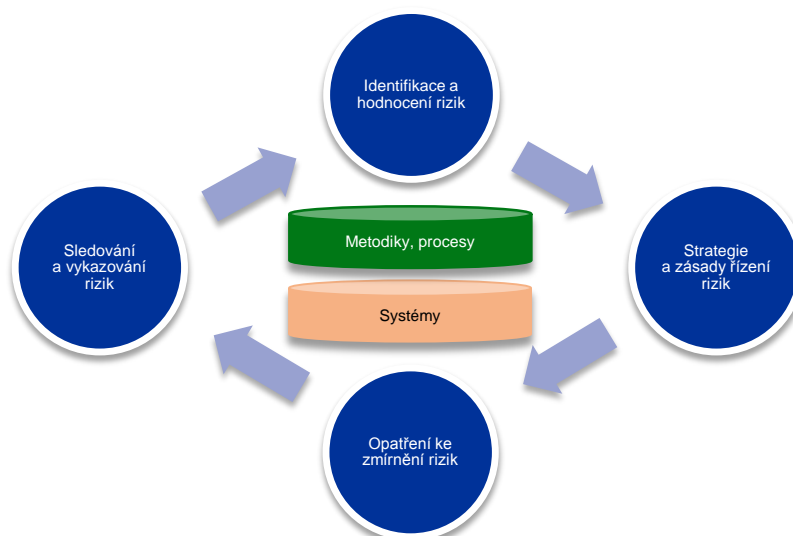 Identifikace a
hodnocení rizik
Metodiky, procesy
Sledování
a vykazování
rizik
Strategie
a zásady řízení
rizik
Systémy
Opatření ke
zmírnění rizik